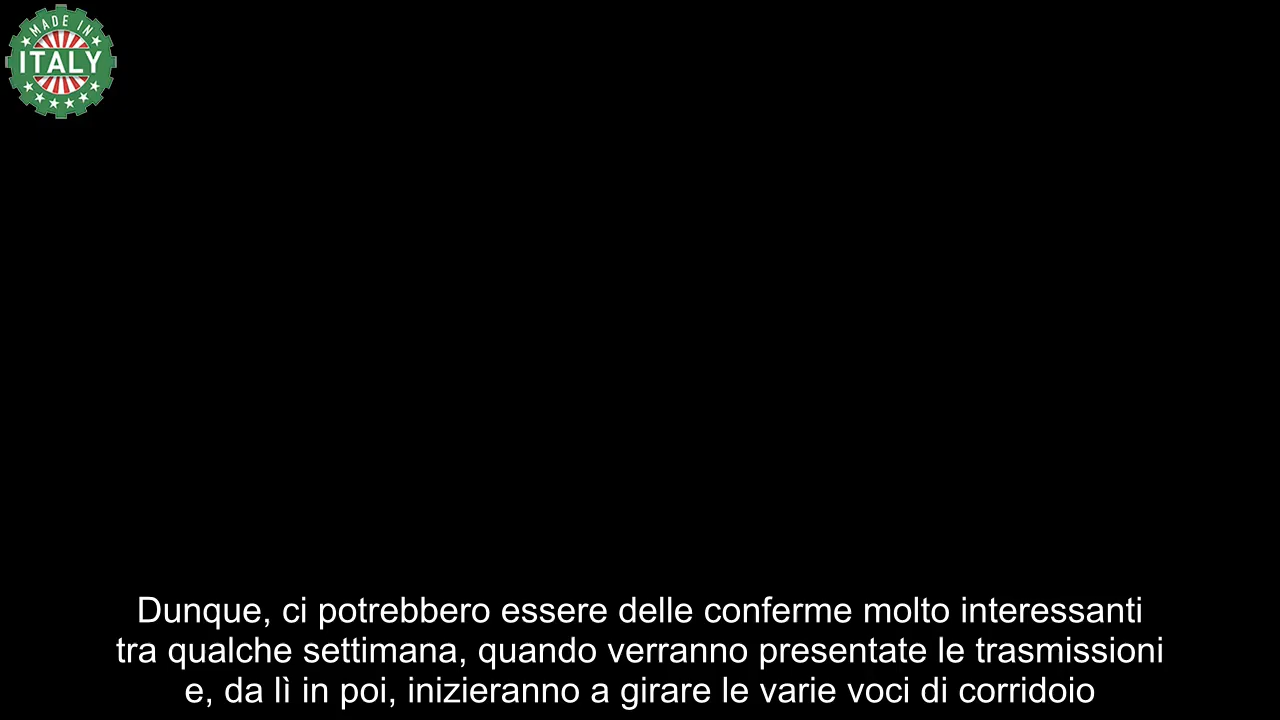 MADE IN
ITALY
Dunque, ci potrebbero essere delle conferme molto interessanti
tra qualche settimana, quando verranno presentate le trasmissioni
e, da lì in poi, inizieranno a girare le varie voci di corridoio